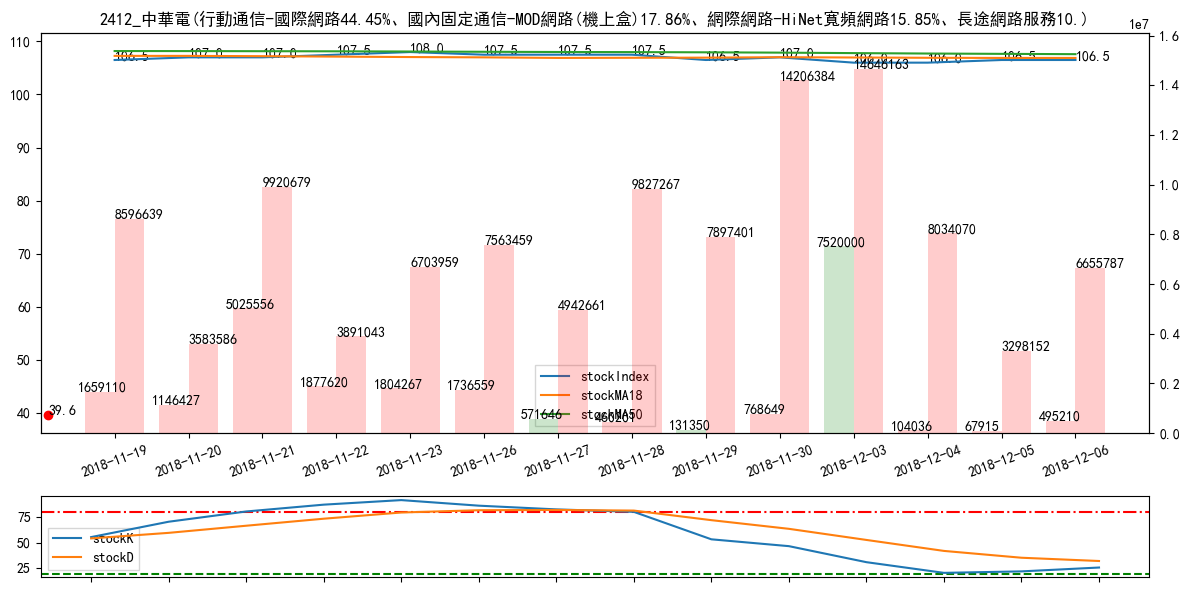 2412_中華電(行動通信-國際網路44.45%、國內固定通信-MOD網路(機上盒)17.86%、網際網路-HiNet寬頻網路15.85%、長途網路服務10.)
1e7
110 100 90 80 70 60 50 40
1.6 1.4 1.2 1.0 0.8 0.6 0.4 0.2 0.0
106.5 107.0 107.0 107.5 108.0 107.5 107.5 107.5 106.5 107.0 106.0 106.0 106.5 106.5
8596639 3583586 9920679 3891043 6703959 7563459 4942661 9827267 7897401 14206384 14646163 8034070 3298152 6655787
1659110 1146427 5025556 1877620 1804267 1736559 571646 460201 131350 768649 7520000 104036 67915 495210
39.6
stockIndex
stockMA18
stockMA50
2018-11-19 2018-11-20 2018-11-21 2018-11-22 2018-11-23 2018-11-26 2018-11-27 2018-11-28 2018-11-29 2018-11-30 2018-12-03 2018-12-04 2018-12-05 2018-12-06
75 50 25
stockK
stockD